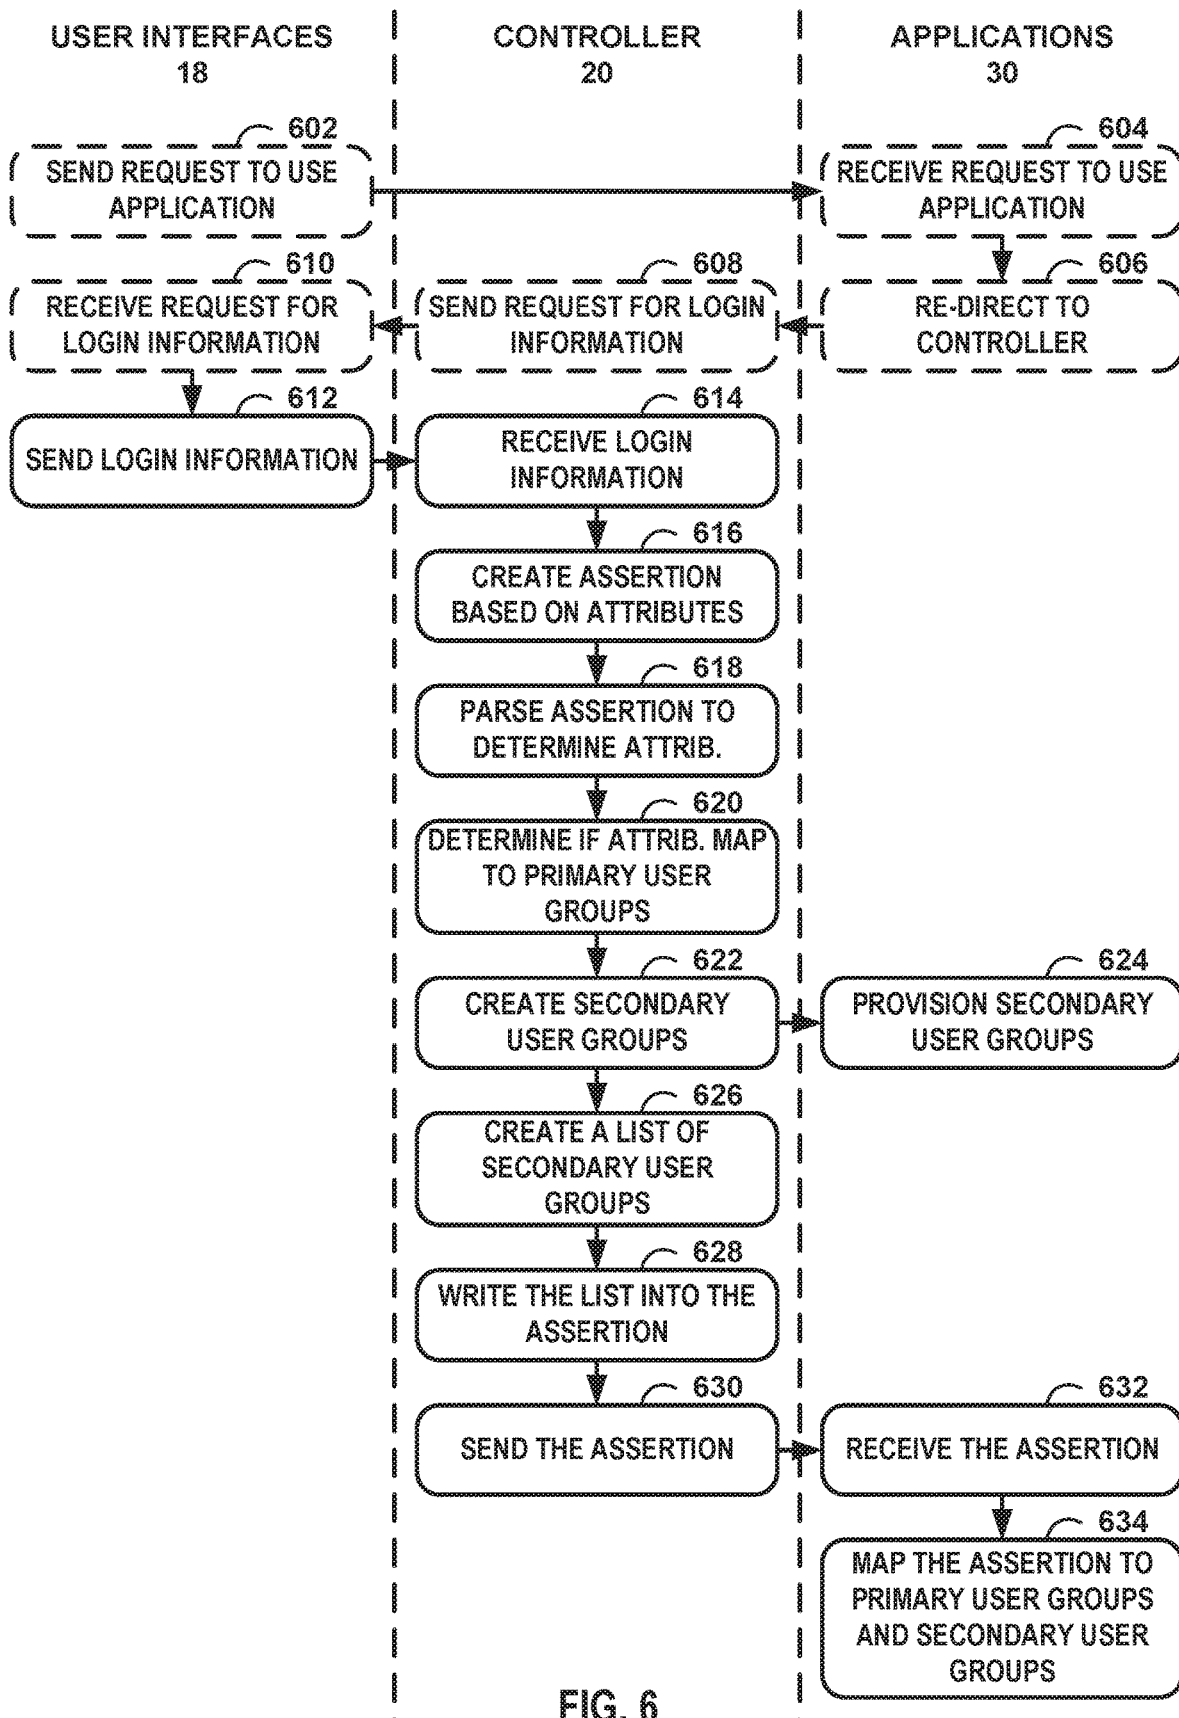 USER INTERFACES
18
CONTROLLER
20
APPLICATIONS
30
602
SEND REQUEST TO USE
APPLICATION
604
RECEIVE REQUEST TO USE
APPLICATION
610
RECEIVE REQUEST FOR
LOGIN INFORMATION
608
SEND REQUEST FOR LOGIN
INFORMATION
606
RE-DIRECT TO
CONTROLLER
612
SEND LOGIN INFORMATION
614
RECEIVE LOGIN
INFORMATION
616
CREATE ASSERTION
BASED ON ATTRIBUTES
618
PARSE ASSERTION TO
DETERMINE ATTRIB.
620
DETERMINE IF ATTRIB. MAP
TO PRIMARY USER
GROUPS
622
CREATE SECONDARY
USER GROUPS
624
PROVISION SECONDARY
USER GROUPS
626
CREATE A LIST OF
SECONDARY USER
GROUPS
628
WRITE THE LIST INTO THE
ASSERTION
630
SEND THE ASSERTION
632
RECEIVE THE ASSERTION
634
MAP THE ASSERTION TO
PRIMARY USER GROUPS
AND SECONDARY USER
GROUPS
FIG. 6